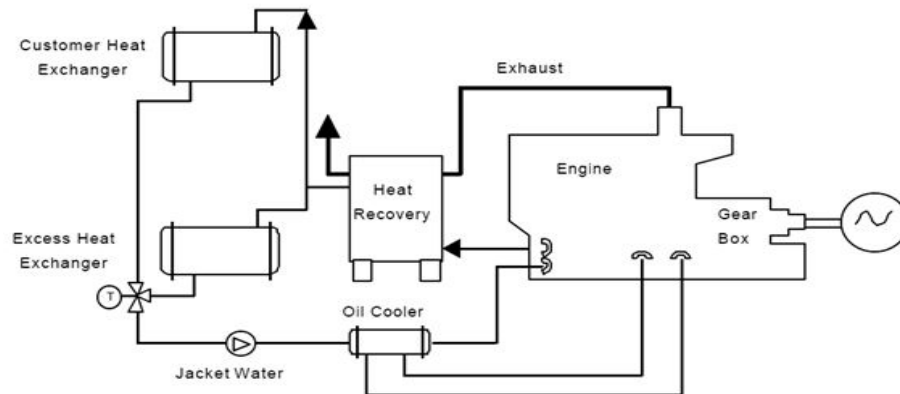 Customer Heat
Exchanger
Exhaust
Engine
Heat
Recovery
Gear
Box
Excess Heat
Exchanger
T
Oil Cooler
Jacket Water